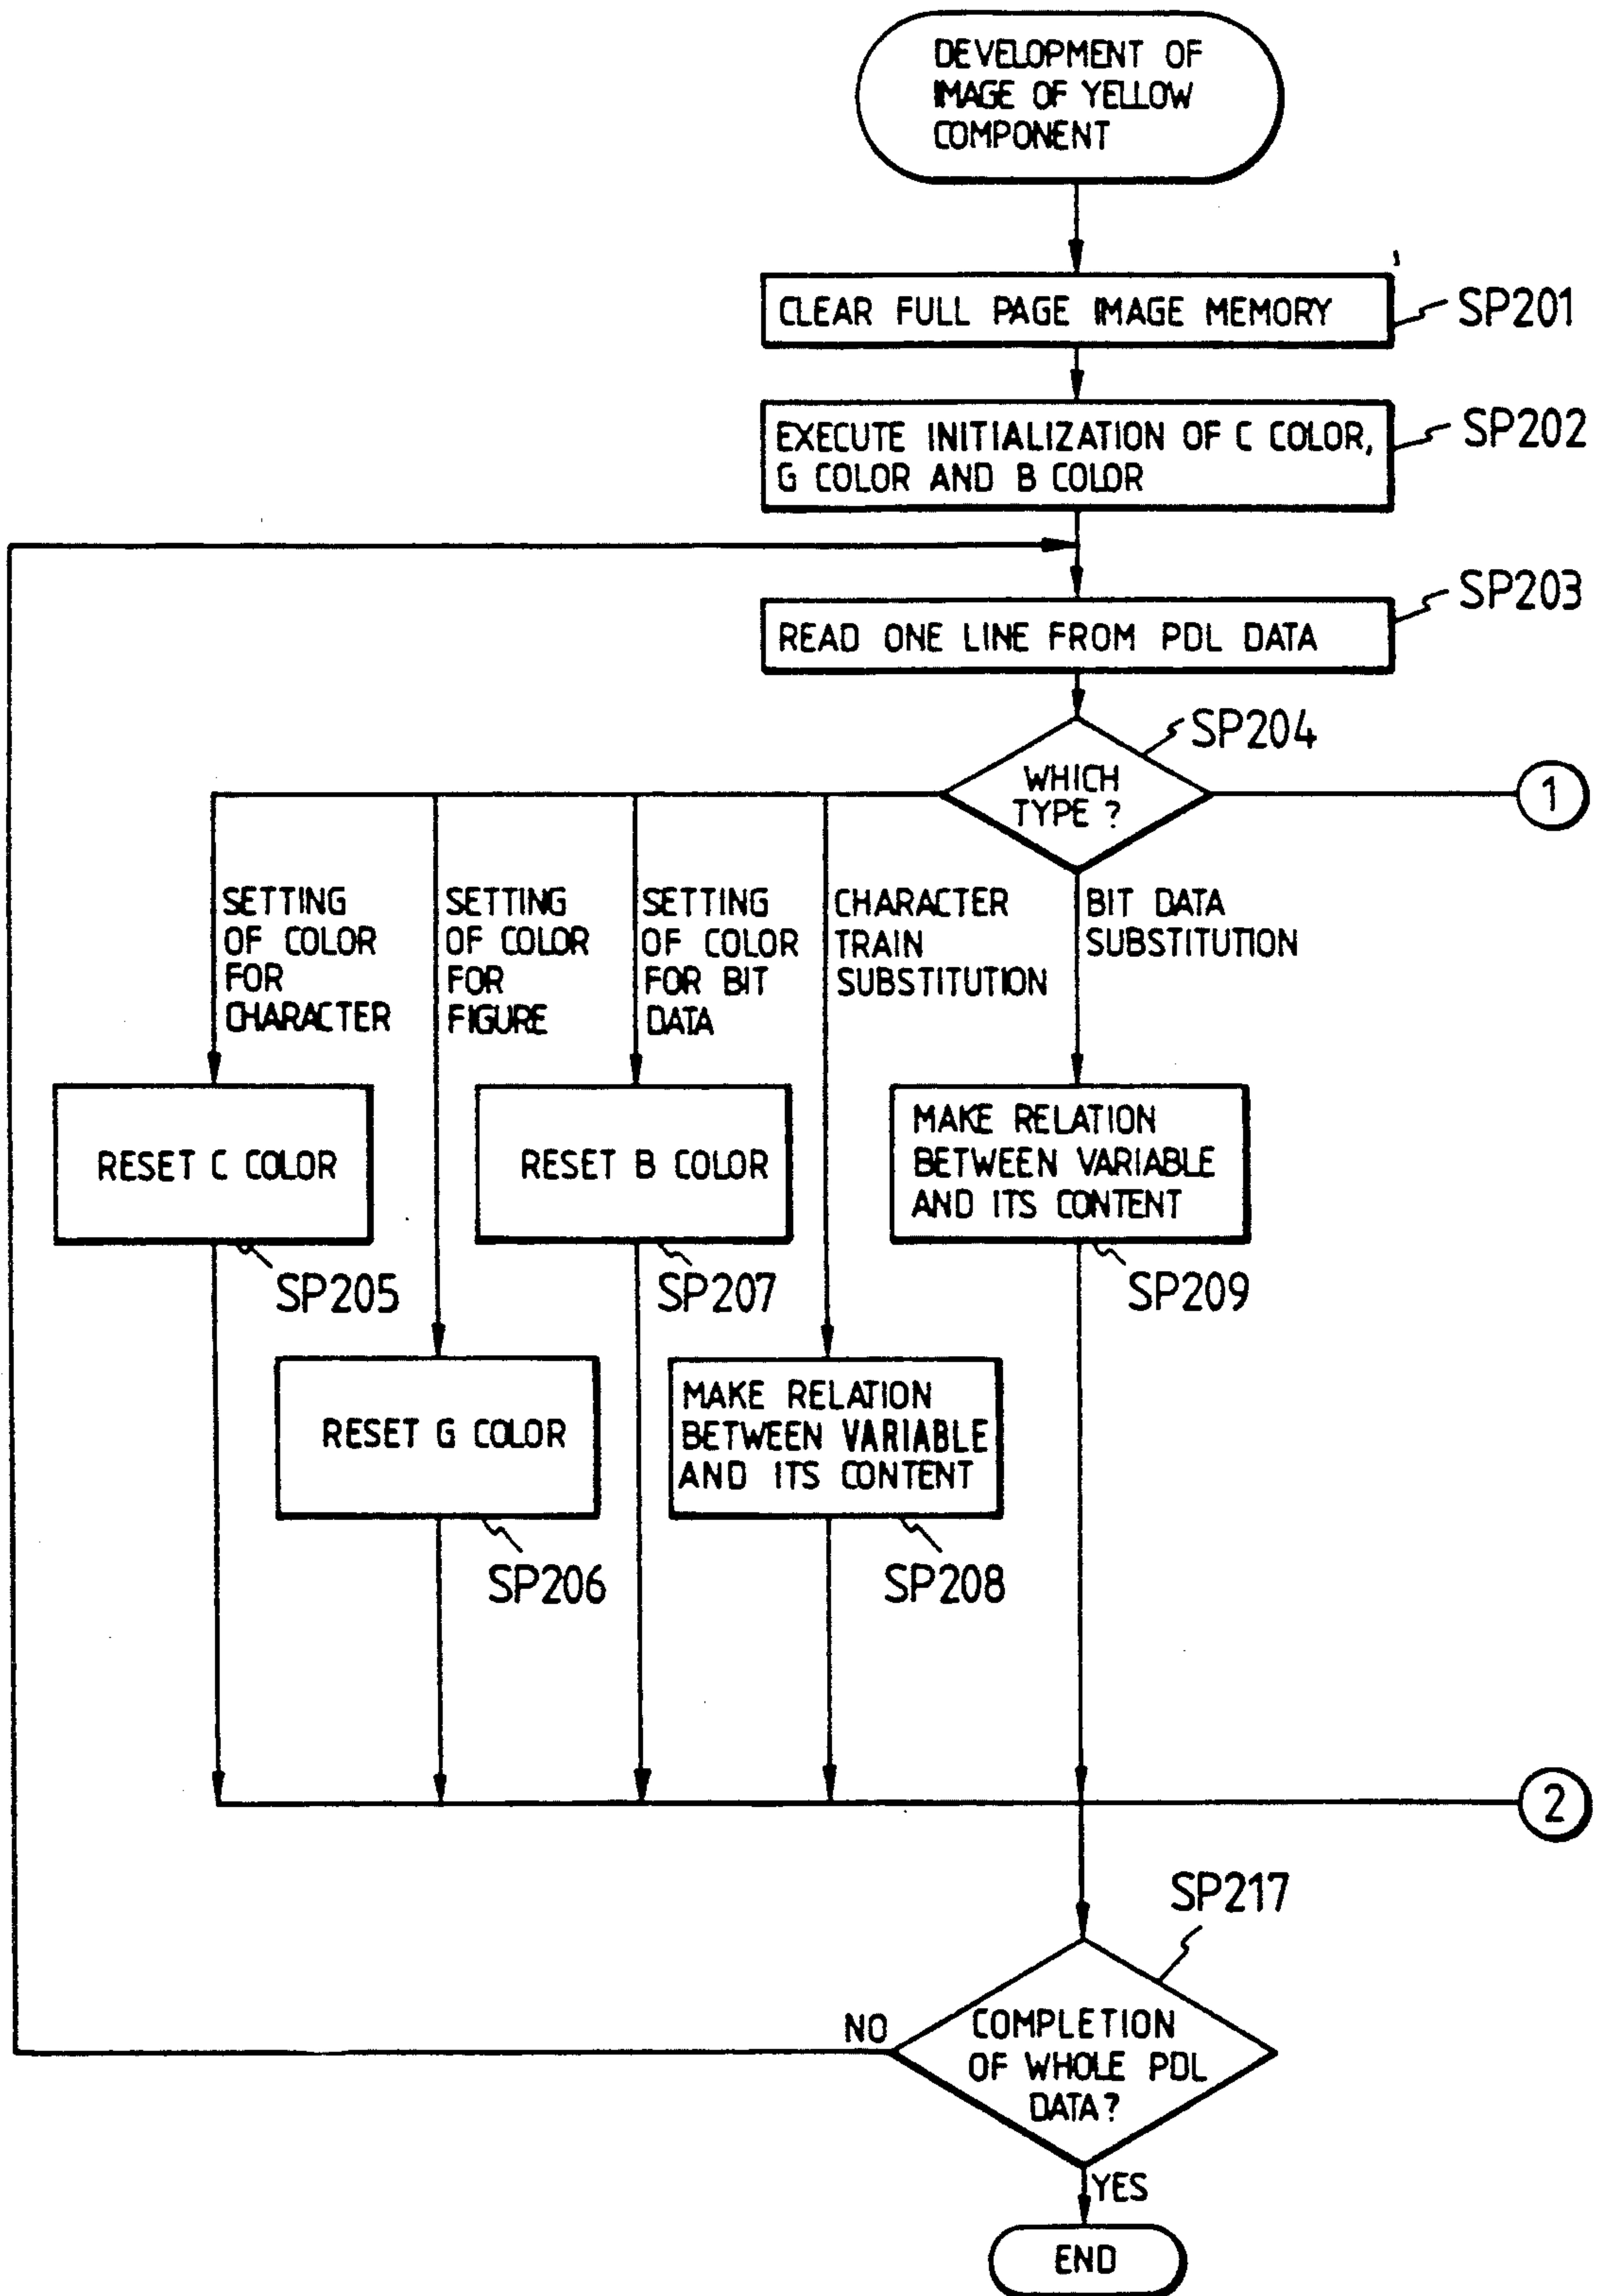 DEVELOPMENT OF
IMAGE OF YELLOW
COMPONENT
CLEAR FULL PAGE IMAGE MEMORY
SP201
EXECUTE INITIALIZATION OF C COLOR,
G COLOR AND B COLOR
SP202
READ ONE LINE FROM PDL DATA
SP203
WHICH
TYPE ?
SP204
1
SETTING
OF COLOR
FOR
CHARACTER
SETTING
OF COLOR
FOR
FIGURE
SETTING
OF COLOR
FOR BIT
DATA
CHARACTER
TRAIN
SUBSTITUTION
BIT DATA
SUBSTITUTION
RESET C COLOR
SP205
RESET B COLOR
SP207
MAKE RELATION
BETWEEN VARIABLE
AND ITS CONTENT
SP209
RESET G COLOR
SP206
MAKE RELATION
BETWEEN VARIABLE
AND ITS CONTENT
SP208
2
SP217
NO
COMPLETION
OF WHOLE PDL
DATA?
YES
END